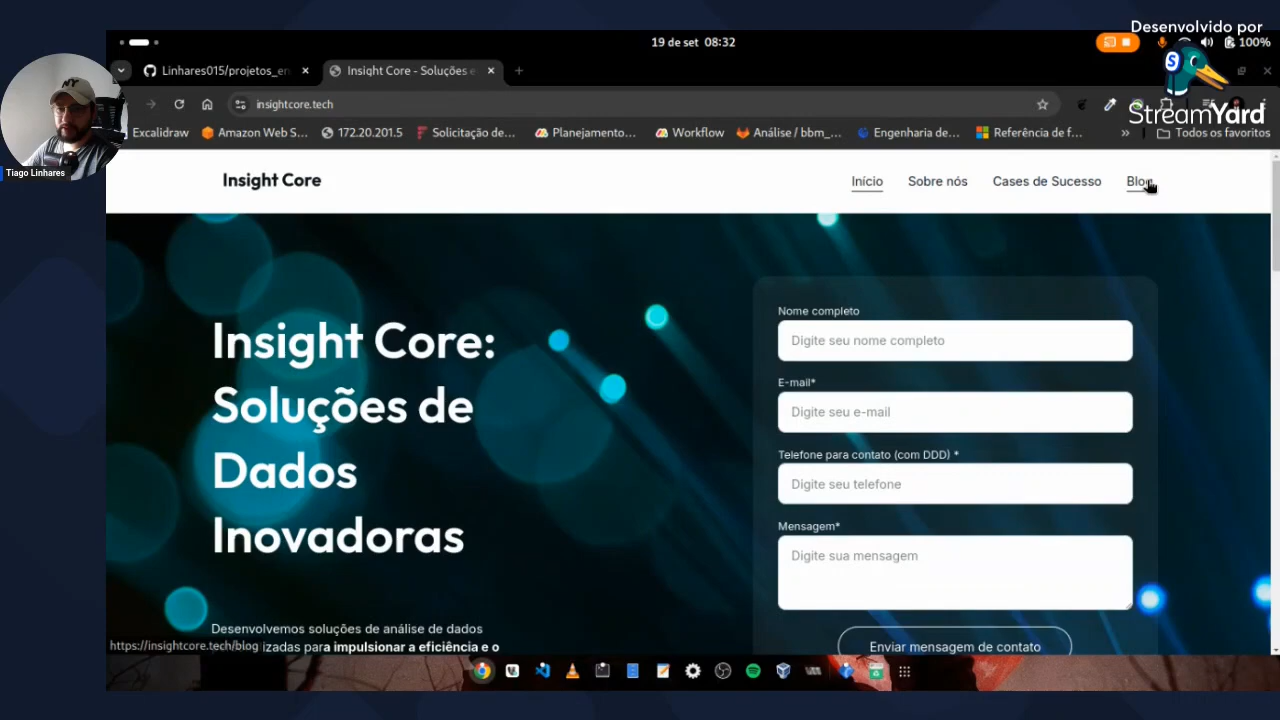 Desenvolvido por
StreamYard
Tiago Linhares
19 de set 08:32
100%
Linhares015/projetos_en
Insight Core - Soluções e
insightcore.tech
Excalidraw
Amazon Web S...
172.20.201.5
Solicitação de...
Planejamento...
Workflow
Análise / bbm_...
Engenharia de...
Referência de f...
Todos os favoritos
Insight Core
Início
Sobre nós
Cases de Sucesso
Blog
Insight Core:
Soluções de
Dados
Inovadoras
Desenvolvemos soluções de análise de dados
izadas para impulsionar a eficiência e o
https://insightcore.tech/blog
Nome completo
Digite seu nome completo
E-mail*
Digite seu e-mail
Telefone para contato (com DDD) *
Digite seu telefone
Mensagem*
Digite sua mensagem
Enviar mensagem de contato